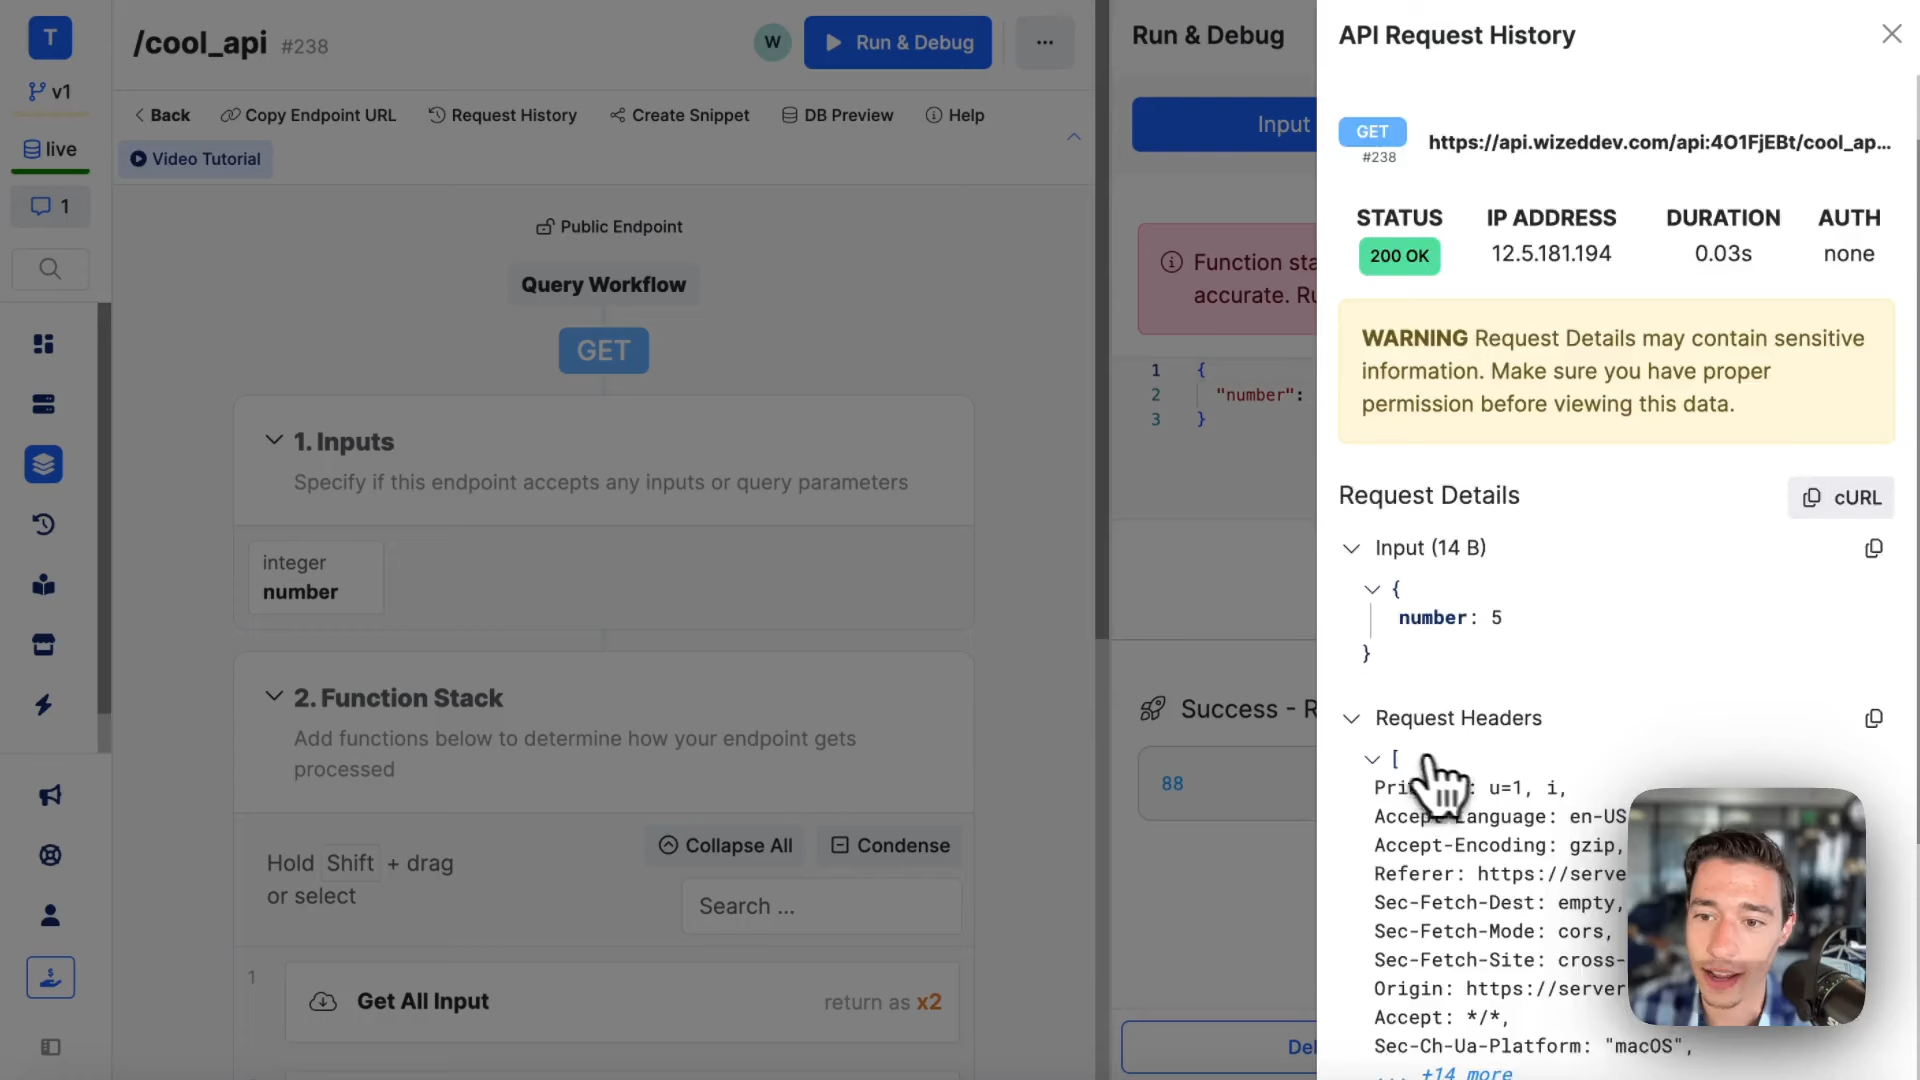 T
v1
live
1
/cool_api #238
W
Run & Debug
...
Back
Copy Endpoint URL
Request History
Create Snippet
DB Preview
Help
Video Tutorial
Public Endpoint
Query Workflow
GET
1. Inputs
Specify if this endpoint accepts any inputs or query parameters
integer
number
2. Function Stack
Add functions below to determine how your endpoint gets
processed
Hold Shift + drag
or select
Collapse All
Condense
Search ...
1
Get All Input
return as x2
Run & Debug
Input
Function sta
accurate. Ru
1 {
2 "number":
3 }
Success - R
88
Del
API Request History
GET
#238
https://api.wizeddev.com/api:4O1FjEBt/cool_ap...
STATUS IP ADDRESS DURATION AUTH
200 OK 12.5.181.194 0.03s none
WARNING Request Details may contain sensitive
information. Make sure you have proper
permission before viewing this data.
Request Details
cURL
Input (14 B)
{
number: 5
}
Request Headers
[
: u=1, i,
Accept-Language: en-US
Accept-Encoding: gzip,
Referer: https://serve
Sec-Fetch-Dest: empty,
Sec-Fetch-Mode: cors,
Sec-Fetch-Site: cross-
Origin: https://server
Accept: */*,
Sec-Ch-Ua-Platform: "macOS",
... +14 more